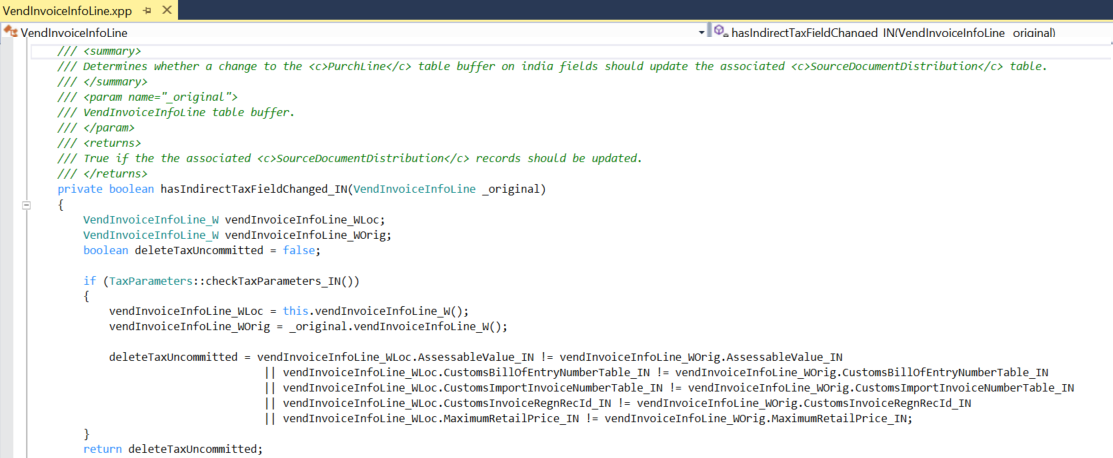 VendInvoiceInfoLine.xpp
VendInvoiceInfoLine hasIndirectTaxFieldChanged_IN(VendInvoiceInfoLine _original)
/// <summary>
/// Determines whether a change to the <c>PurchLine</c> table buffer on india fields should update the associated <c>SourceDocumentDistribution</c> table.
/// </summary>
/// <param name="_original">
/// VendInvoiceInfoLine table buffer.
/// </param>
/// <returns>
/// True if the the associated <c>SourceDocumentDistribution</c> records should be updated.
/// </returns>
private boolean hasIndirectTaxFieldChanged_IN(VendInvoiceInfoLine _original)
{
VendInvoiceInfoLine_W vendInvoiceInfoLine_WLoc;
VendInvoiceInfoLine_W vendInvoiceInfoLine_WOrig;
boolean deleteTaxUncommitted = false;
if (TaxParameters::checkTaxParameters_IN())
{
vendInvoiceInfoLine_WLoc = this.vendInvoiceInfoLine_W();
vendInvoiceInfoLine_WOrig = _original.vendInvoiceInfoLine_W();
deleteTaxUncommitted = vendInvoiceInfoLine_WLoc.AssessableValue_IN != vendInvoiceInfoLine_WOrig.AssessableValue_IN
|| vendInvoiceInfoLine_WLoc.CustomsBillOfEntryNumberTable_IN != vendInvoiceInfoLine_WOrig.CustomsBillOfEntryNumberTable_IN
|| vendInvoiceInfoLine_WLoc.CustomsImportInvoiceNumberTable_IN != vendInvoiceInfoLine_WOrig.CustomsImportInvoiceNumberTable_IN
|| vendInvoiceInfoLine_WLoc.CustomsInvoiceRegnRecId_IN != vendInvoiceInfoLine_WOrig.CustomsInvoiceRegnRecId_IN
|| vendInvoiceInfoLine_WLoc.MaximumRetailPrice_IN != vendInvoiceInfoLine_WOrig.MaximumRetailPrice_IN;
}
return deleteTaxUncommitted;